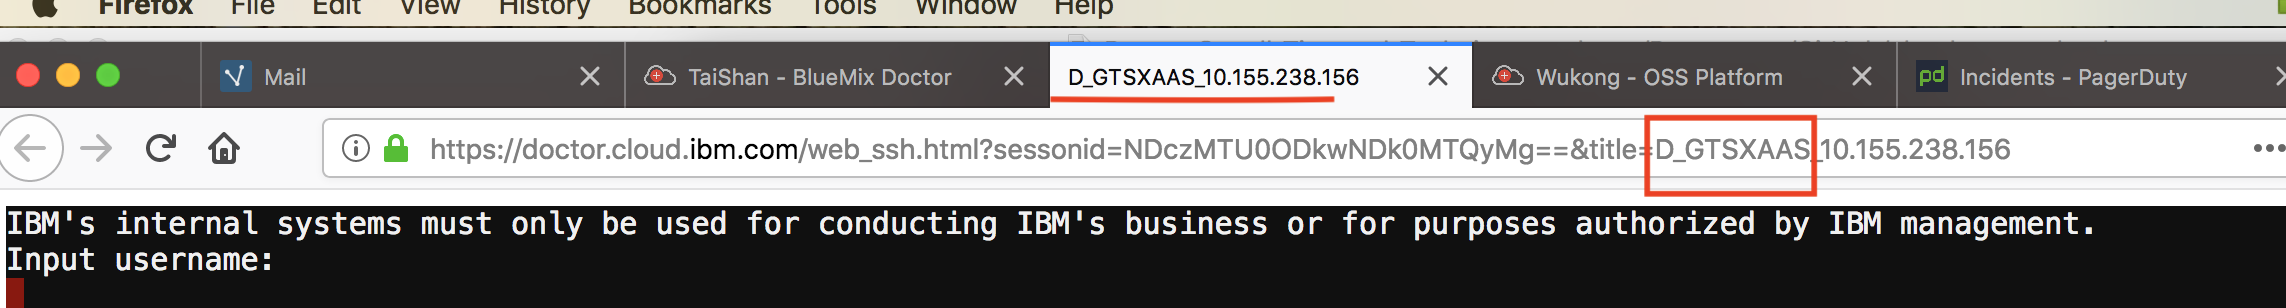 Firefox File Edit View History Bookmarks Tools Window Help
Mail TaiShan - BlueMix Doctor D_GTSXAAS_10.155.238.156 Wukong - OSS Platform pd Incidents - PagerDuty
https://doctor.cloud.ibm.com/web_ssh.html?sessonid=NDczMTU0ODkwNDk0MTQyMg==&title=D_GTSXAAS_10.155.238.156
IBM's internal systems must only be used for conducting IBM's business or for purposes authorized by IBM management.
Input username: